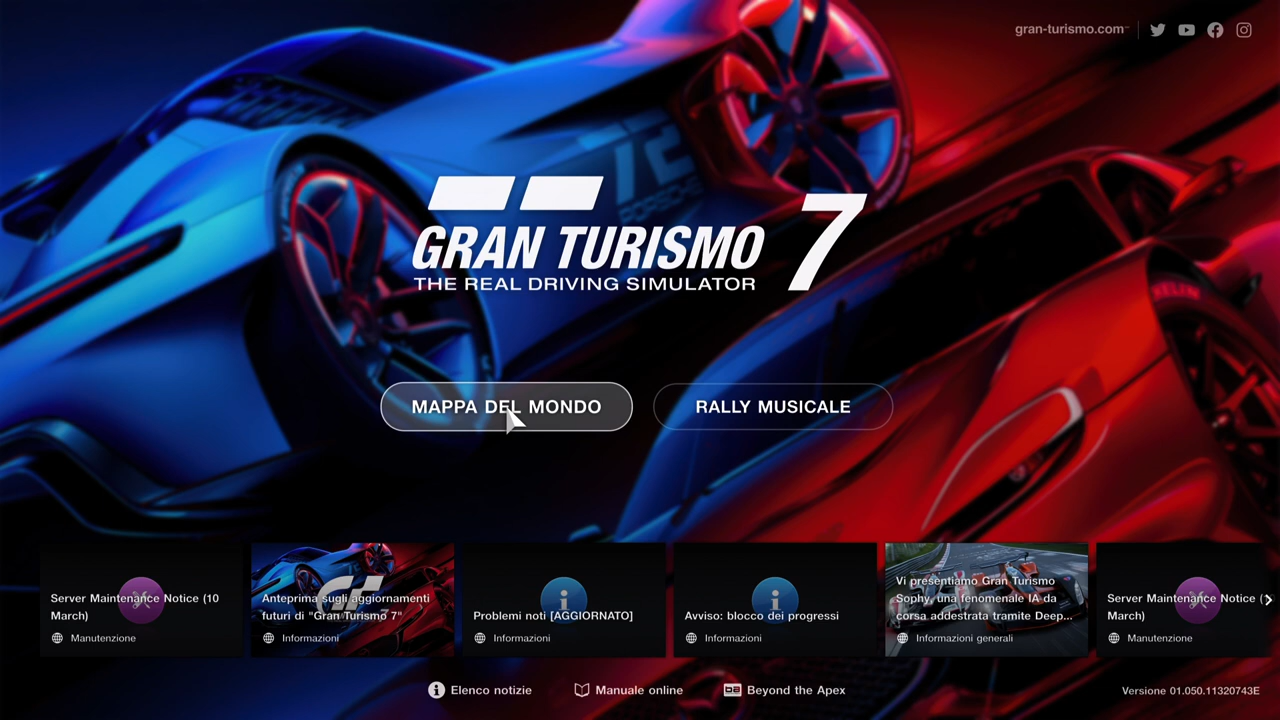 gran-turismo.com
72
PORSCHE
GRAN TURISMO 7
THE REAL DRIVING SIMULATOR
MAPPA DEL MONDO
RALLY MUSICALE
Server Maintenance Notice (10
March)
Manutenzione
Anteprima sugli aggiornamenti
futuri di "Gran Turismo 7"
Informazioni
Problemi noti [AGGIORNATO]
Informazioni
Avviso: blocco dei progressi
Informazioni
Vi presentiamo Gran Turismo
Sophy, una fenomenale IA da
corsa addestrata tramite Deep...
Informazioni generali
Server Maintenance Notice (
March)
Manutenzione
Elenco notizie
Manuale online
Beyond the Apex
Versione 01.050.11320743E